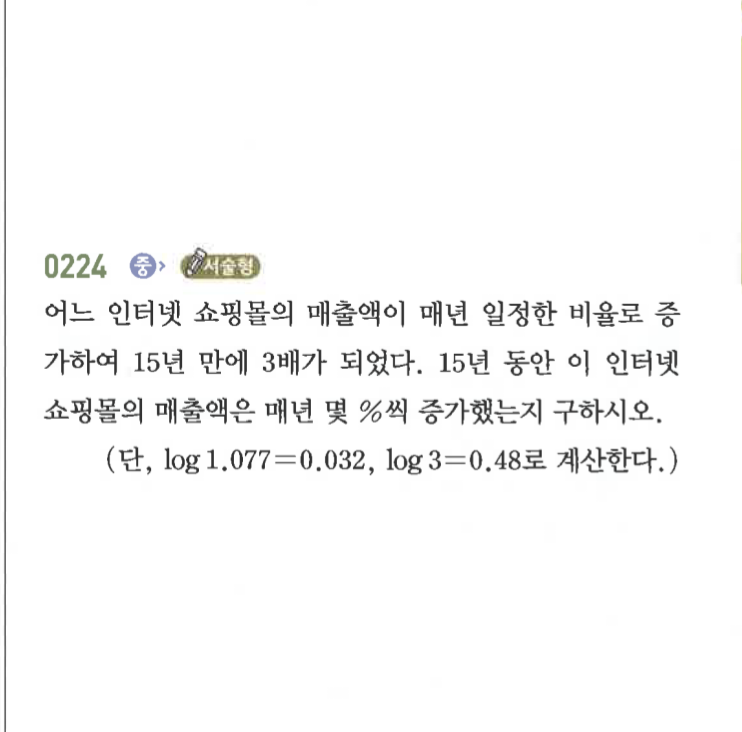 0224 중 서술형
어느 인터넷 쇼핑몰의 매출액이 매년 일정한 비율로 증
가하여 15년 만에 3배가 되었다. 15년 동안 이 인터넷
쇼핑몰의 매출액은 매년 몇 %씩 증가했는지 구하시오.
(단, log 1.077=0.032, log 3=0.48로 계산한다.)